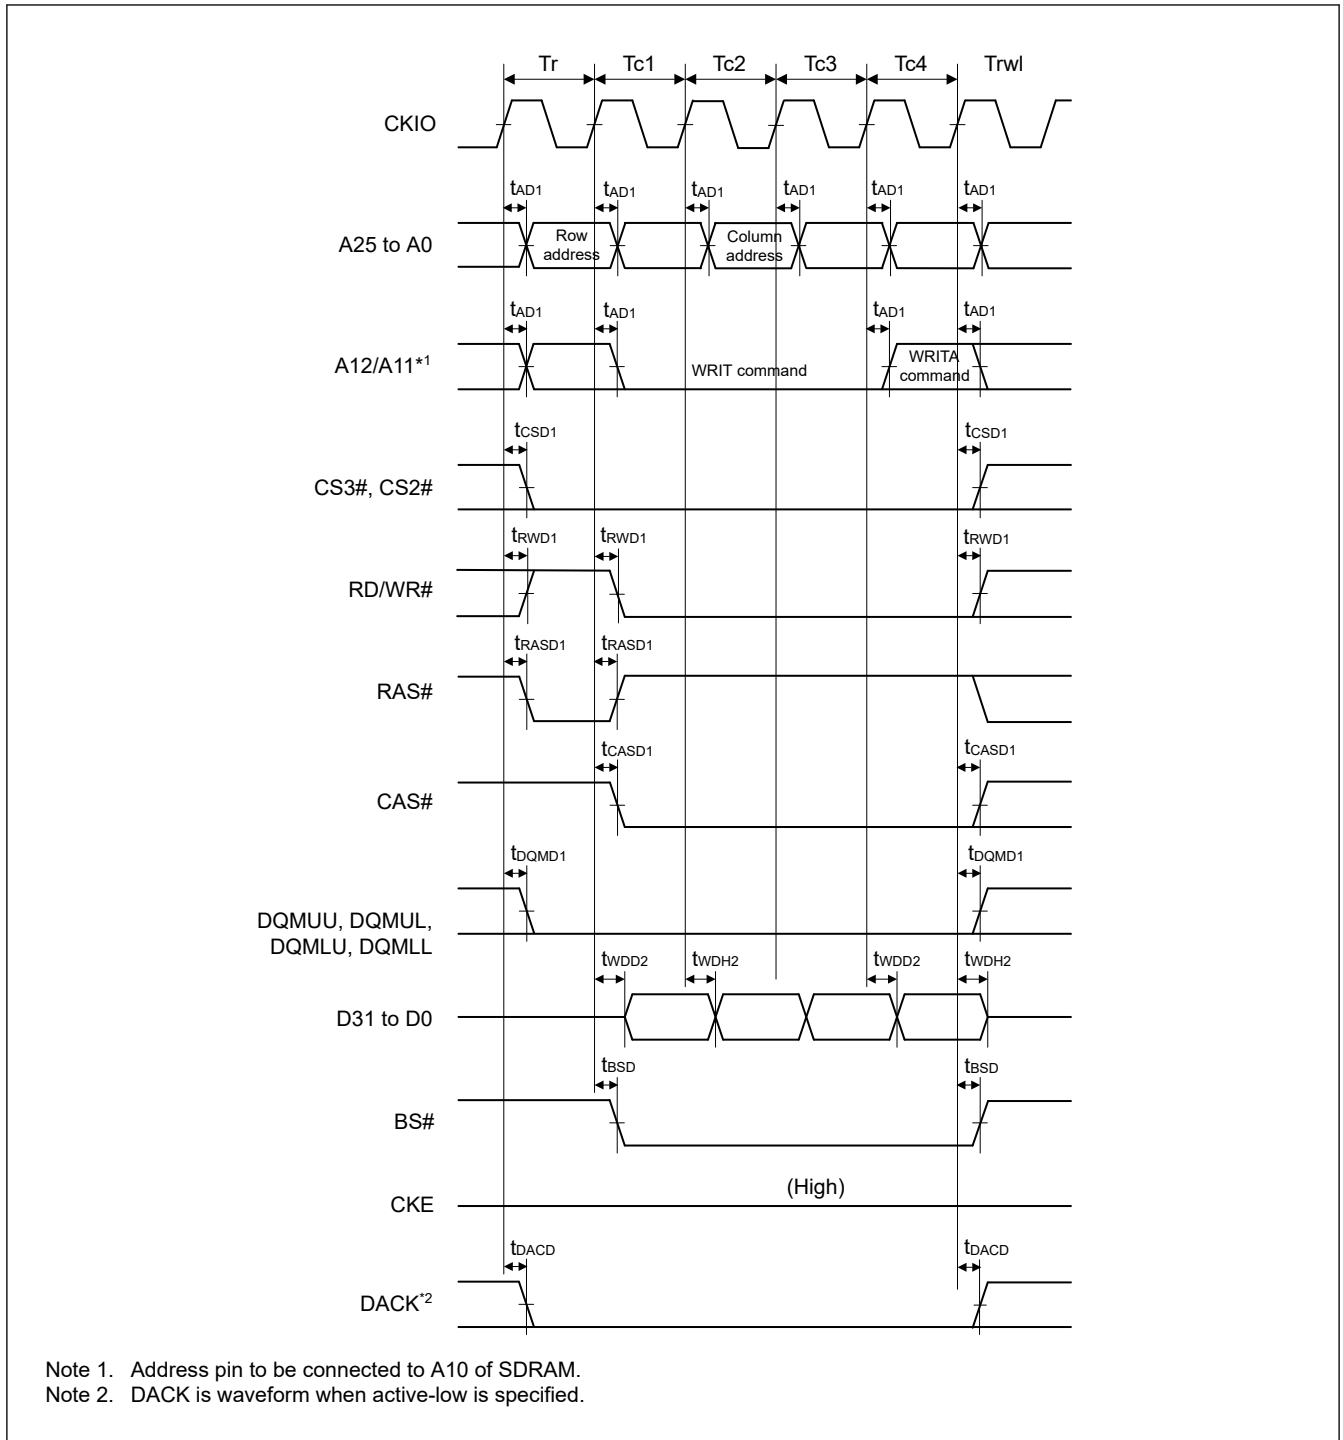 Tr Tc1 Tc2 Tc3 Tc4 Trwl
CKIO
tAD1 tAD1 tAD1 tAD1 tAD1 tAD1
A25 to A0
Row
address
Column
address
tAD1 tAD1 tAD1 tAD1
A12/A11*1
WRIT command
WRITA
command
tCSD1 tCSD1
CS3#, CS2#
tRWD1 tRWD1 tRWD1
RD/WR#
tRASD1 tRASD1
RAS#
tCASD1 tCASD1
CAS#
tDQMD1 tDQMD1
DQMUU, DQMUL,
DQMLU, DQMLL
tWDD2 tWDH2 tWDD2 tWDH2
D31 to D0
tBSD tBSD
BS#
(High)
CKE
tDACD tDACD
DACK*2
Note 1. Address pin to be connected to A10 of SDRAM.
Note 2. DACK is waveform when active-low is specified.